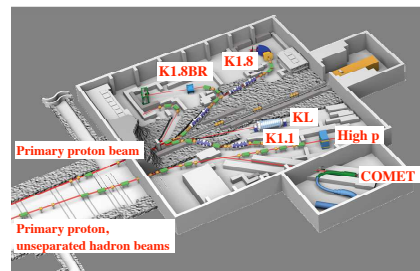 K1.8
K1.8BR
KL
K1.1
High p
Primary proton beam
COMET
Primary proton,
unseparated hadron beams